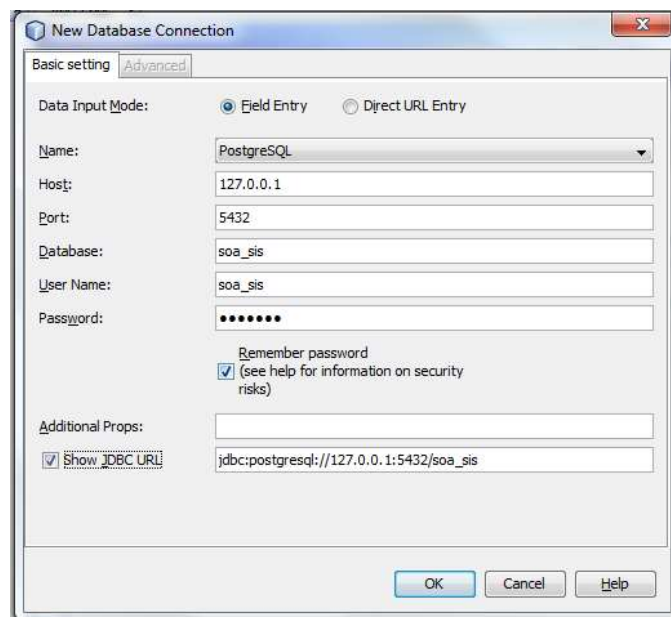 New Database Connection
Basic setting Advanced
Data Input Mode: Field Entry Direct URL Entry
Name: PostgreSQL
Host: 127.0.0.1
Port: 5432
Database: soa_sis
User Name: soa_sis
Password: •••••••
Remember password
(see help for information on security
risks)
Additional Props:
Show JDBC URL jdbc:postgresql://127.0.0.1:5432/soa_sis
OK Cancel Help